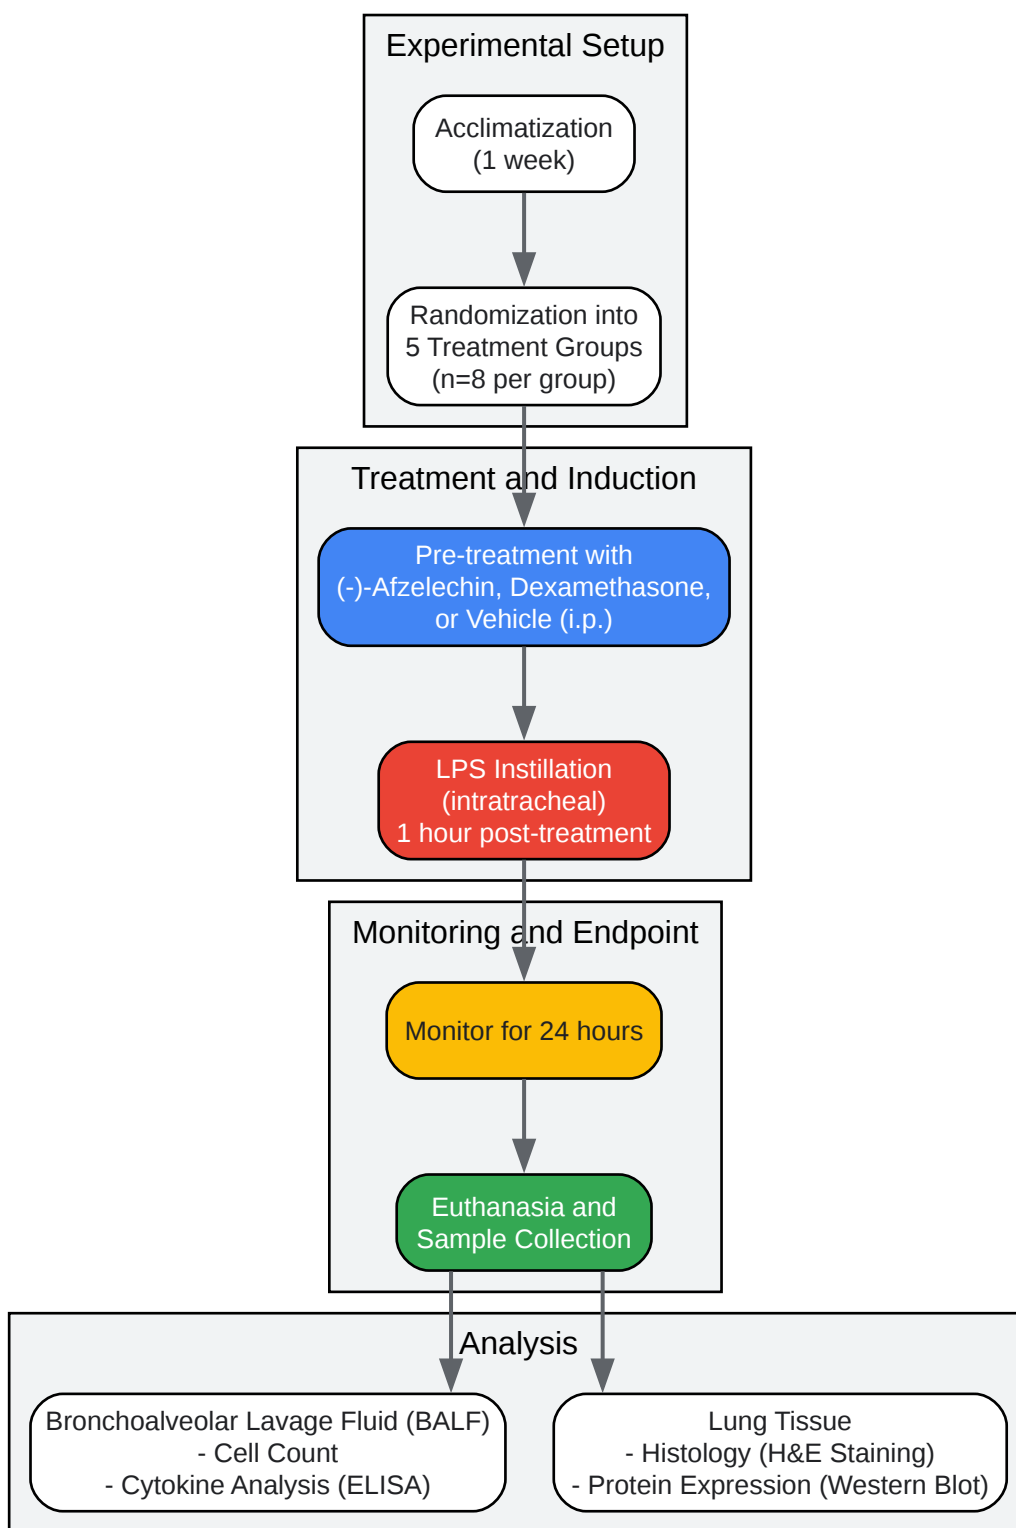 Experimental Setup
Acclimatization
(1 week)
Randomization into
5 Treatment Groups
(n=8 per group)
Treatment and Induction
Pre-treatment with
(-)-Afzelechin, Dexamethasone,
or Vehicle (i.p.)
LPS Instillation
(intratracheal)
1 hour post-treatment
Monitoring and Endpoint
Monitor for 24 hours
Euthanasia and
Sample Collection
Analysis
Bronchoalveolar Lavage Fluid (BALF)
- Cell Count
- Cytokine Analysis (ELISA)
Lung Tissue
- Histology (H&E Staining)
- Protein Expression (Western Blot)